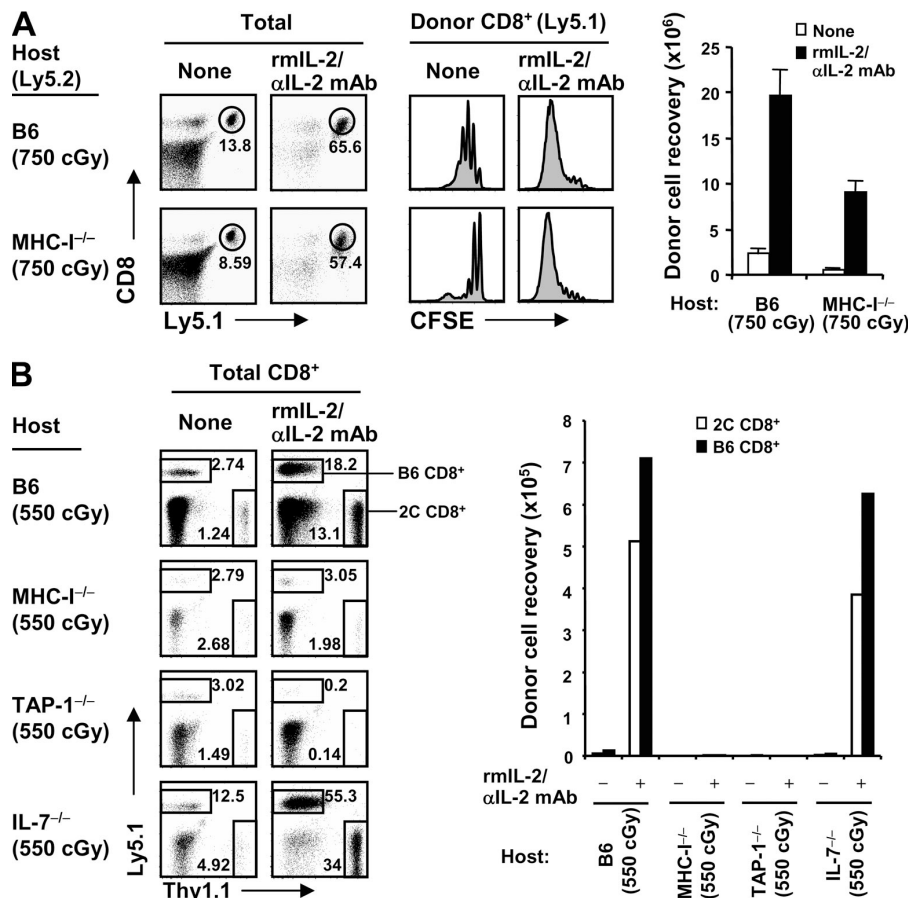 A
Host
(Ly5.2)
Total
None
rmIL-2/
αIL-2 mAb
Donor CD8⁺ (Ly5.1)
None
rmIL-2/
αIL-2 mAb
B6
(750 cGy)
13.8
65.6
MHC-I⁻/⁻
(750 cGy)
8.59
57.4
CD8
Ly5.1
CFSE
Donor cell recovery (x10⁶)
None
rmIL-2/
αIL-2 mAb
25
20
10
10
0
Host:
B6
(750 cGy)
MHC-I⁻/⁻
(750 cGy)
B
Host
Total CD8⁺
None
rmIL-2/
αIL-2 mAb
B6
(550 cGy)
2.74
1.24
18.2
13.1
B6 CD8⁺
2C CD8⁺
MHC-I⁻/⁻
(550 cGy)
2.79
2.68
3.05
1.98
TAP-1⁻/⁻
(550 cGy)
3.02
1.49
0.2
0.14
IL-7⁻/⁻
(550 cGy)
12.5
4.92
55.3
34
Ly5.1
Thy1.1
Donor cell recovery (x10⁵)
2C CD8⁺
B6 CD8⁺
8
7
6
5
4
3
2
1
0
rmIL-2/
αIL-2 mAb
− + − + − + − +
Host:
B6
(550 cGy)
MHC-I⁻/⁻
(550 cGy)
TAP-1⁻/⁻
(550 cGy)
IL-7⁻/⁻
(550 cGy)